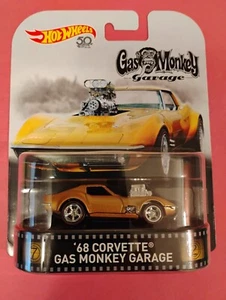 HOT WHEELS
50
Gas Monkey
Garage
'68 CORVETTE®
GAS MONKEY GARAGE